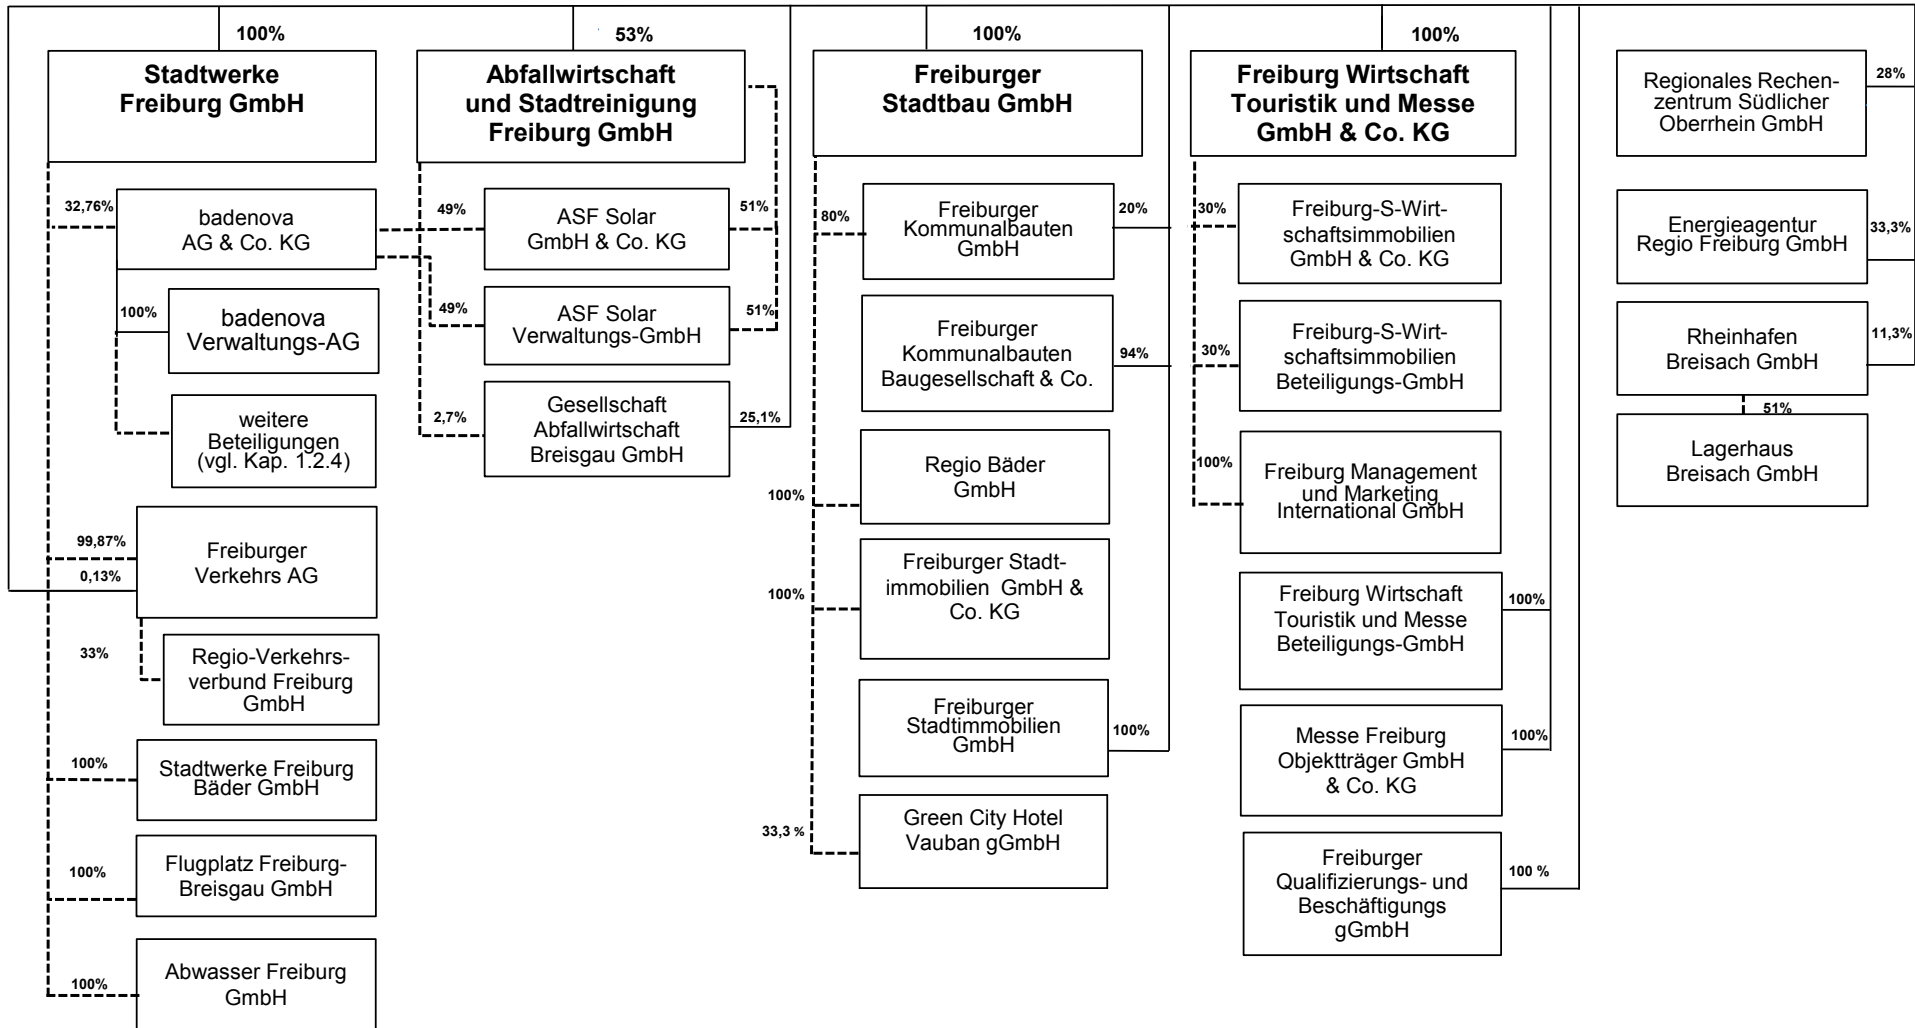 100%
Stadtwerke
Freiburg GmbH
32,76%
badenova
AG & Co. KG
100%
badenova
Verwaltungs-AG
weitere
Beteiligungen
(vgl. Kap. 1.2.4)
99,87%
0,13%
Freiburger
Verkehrs AG
33%
Regio-Verkehrs-
verbund Freiburg
GmbH
100%
Stadtwerke Freiburg
Bäder GmbH
100%
Flugplatz Freiburg-
Breisgau GmbH
100%
Abwasser Freiburg
GmbH
53%
Abfallwirtschaft
und Stadtreinigung
Freiburg GmbH
49%
ASF Solar
GmbH & Co. KG
51%
49%
ASF Solar
Verwaltungs-GmbH
51%
2,7%
Gesellschaft
Abfallwirtschaft
Breisgau GmbH
25,1%
100%
Freiburger
Stadtbau GmbH
80%
Freiburger
Kommunalbauten
GmbH
20%
Freiburger
Kommunalbauten
Baugesellschaft & Co.
94%
100%
Regio Bäder
GmbH
100%
Freiburger Stadt-
immobilien GmbH &
Co. KG
Freiburger
Stadtimmobilien
GmbH
100%
33,3 %
Green City Hotel
Vauban gGmbH
100%
Freiburg Wirtschaft
Touristik und Messe
GmbH & Co. KG
30%
Freiburg-S-Wirt-
schaftsimmobilien
GmbH & Co. KG
30%
Freiburg-S-Wirt-
schaftsimmobilien
Beteiligungs-GmbH
100%
Freiburg Management
und Marketing
International GmbH
Freiburg Wirtschaft
Touristik und Messe
Beteiligungs-GmbH
100%
Messe Freiburg
Objektträger GmbH
& Co. KG
100%
Freiburger
Qualifizierungs- und
Beschäftigungs
gGmbH
100 %
Regionales Rechen-
zentrum Südlicher
Oberrhein GmbH
28%
Energieagentur
Regio Freiburg GmbH
33,3%
Rheinhafen
Breisach GmbH
11,3%
51%
Lagerhaus
Breisach GmbH